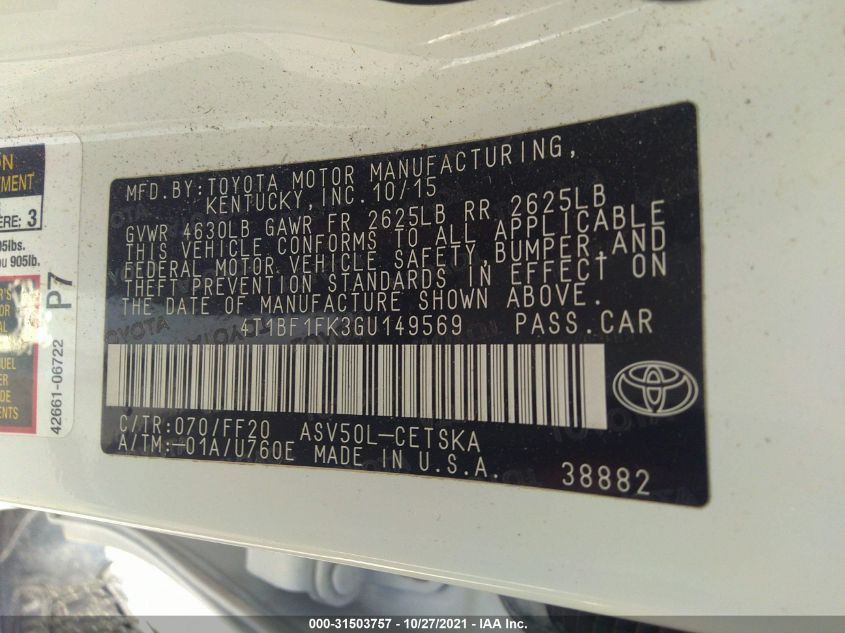 MFD.BY:TOYOTA MOTOR MANUFACTURING,
KENTUCKY,INC. 10/15
GVWR 4630LB GAWR FR 2625LB RR 2625LB
THIS VEHICLE CONFORMS TO ALL APPLICABLE
FEDERAL MOTOR VEHICLE SAFETY,BUMPER,AND
THEFT PREVENTION STANDARDS IN EFFECT ON
THE DATE OF MANUFACTURE SHOWN ABOVE.
4T1BF1FK3GU149569 PASS.CAR
C/TR:070/FF20 ASV50L-CETSKA
A/TM:-01A/U760E MADE IN U.S.A.
38882
ERE: 3
905lb.
P7
42661-06722
000-31503757 - 10/27/2021 - IAA Inc.